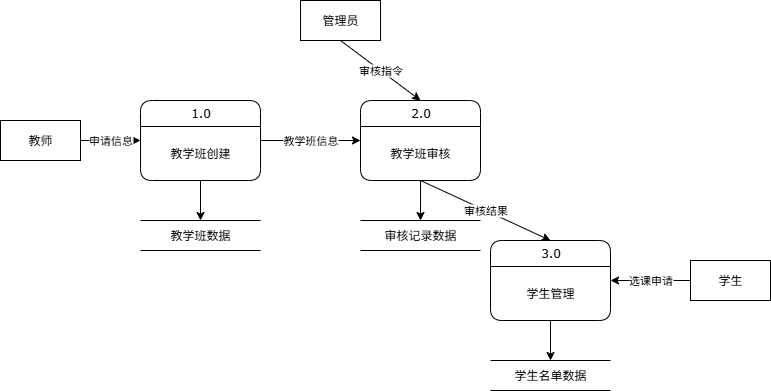 管理员
审核指令
1.0
2.0
教师
申请信息
教学班创建
教学班信息
教学班审核
教学班数据
审核记录数据
审核结果
3.0
学生管理
选课申请
学生
学生名单数据